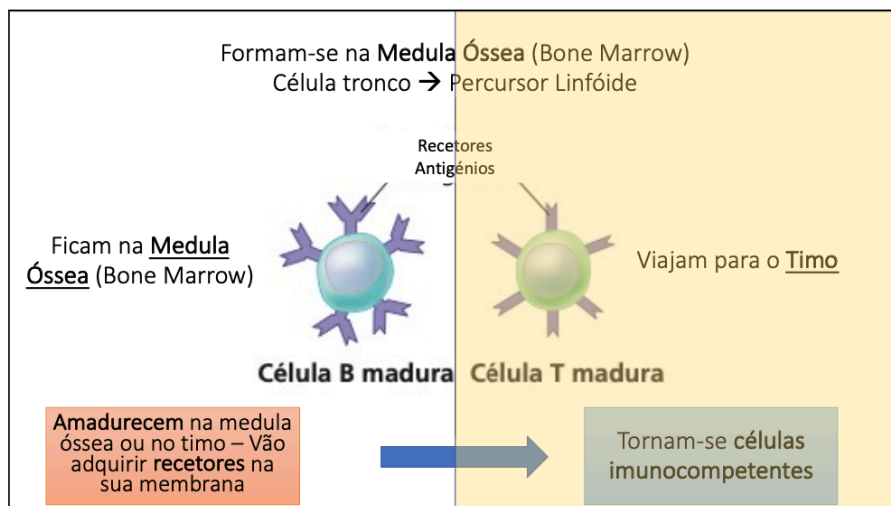 Formam-se na Medula Óssea (Bone Marrow)
Célula tronco → Percursor Linfóide
Recetores
Antigénios
Ficam na Medula
Óssea (Bone Marrow)
Viajam para o Timo
Célula B madura
Célula T madura
Amadurecem na medula
óssea ou no timo – Vão
adquirir recetores na
sua membrana
Tornam-se células
imunocompetentes